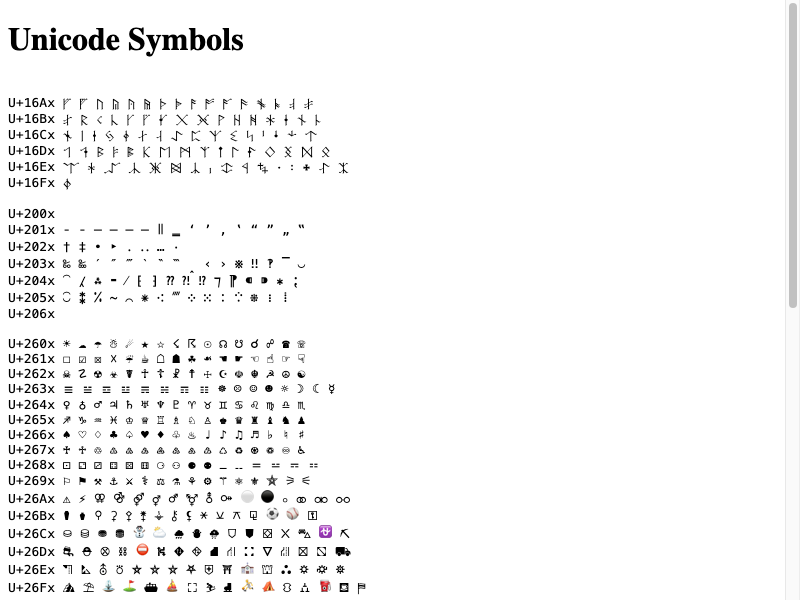 Unicode Symbols
U+16Ax ᚠ ᚡ ᚢ ᚣ ᚤ ᚥ ᚦ ᚧ ᚨ ᚩ ᚪ ᚫ ᚬ ᚭ ᚮ ᚯ
U+16Bx ᚰ ᚱ ᚲ ᚳ ᚴ ᚵ ᚶ ᚷ ᚸ ᚹ ᚺ ᚻ ᚼ ᚽ ᚾ ᚿ
U+16Cx ᛀ ᛁ ᛂ ᛃ ᛄ ᛅ ᛆ ᛇ ᛈ ᛉ ᛊ ᛋ ᛌ ᛍ ᛎ ᛏ
U+16Dx ᛐ ᛑ ᛒ ᛓ ᛔ ᛕ ᛖ ᛗ ᛘ ᛙ ᛚ ᛛ ᛜ ᛝ ᛞ ᛟ
U+16Ex ᛠ ᛡ ᛢ ᛣ ᛤ ᛥ ᛦ ᛧ ᛨ ᛩ ᛪ ᛫ ᛬ ᛭ ᛮ ᛯ
U+16Fx ᛰ
U+200x
U+201x ‐ ‑ ‒ – — ― ‖ ‗ ‘ ’ ‚ ‛ “ ” „ ‟
U+202x † ‡ • ‣ ․ ‥ … ‧
U+203x ‰ ‱ ′ ″ ‴ ‵ ‶ ‷ ‸ ‹ › ※ ‼ ‽ ‾ ‿
U+204x ⁀ ⁁ ⁂ ⁃ ⁄ ⁅ ⁆ ⁇ ⁈ ⁉ ⁊ ⁋ ⁌ ⁍ ⁎ ⁏
U+205x ⁐ ⁑ ⁒ ⁓ ⁔ ⁕ ⁖ ⁗ ⁘ ⁙ ⁚ ⁛ ⁜ ⁝ ⁞
U+206x
U+260x ☀ ☁ ☂ ☃ ☄ ★ ☆ ☇ ☈ ☉ ☊ ☋ ☌ ☍ ☎ ☏
U+261x ☐ ☑ ☒ ☓ ☔ ☕ ☖ ☗ ☘ ☙ ☚ ☛ ☜ ☝ ☞ ☟
U+262x ☠ ☡ ☢ ☣ ☤ ☥ ☦ ☧ ☨ ☩ ☪ ☫ ☬ ☭ ☮ ☯
U+263x ☰ ☱ ☲ ☳ ☴ ☵ ☶ ☷ ☸ ☹ ☺ ☻ ☼ ☽ ☾ ☿
U+264x ♀ ♁ ♂ ♃ ♄ ♅ ♆ ♇ ♈ ♉ ♊ ♋ ♌ ♍ ♎ ♏
U+265x ♐ ♑ ♒ ♓ ♔ ♕ ♖ ♗ ♘ ♙ ♚ ♛ ♜ ♝ ♞ ♟
U+266x ♠ ♡ ♢ ♣ ♤ ♥ ♦ ♧ ♨ ♩ ♪ ♫ ♬ ♭ ♮ ♯
U+267x ♰ ♱ ♲ ♳ ♴ ♵ ♶ ♷ ♸ ♹ ♺ ♻ ♼ ♽ ♾ ♿
U+268x ⚀ ⚁ ⚂ ⚃ ⚄ ⚅ ⚆ ⚇ ⚈ ⚉ ⚊ ⚋ ⚌ ⚍ ⚎ ⚏
U+269x ⚐ ⚑ ⚒ ⚓ ⚔ ⚕ ⚖ ⚗ ⚘ ⚙ ⚚ ⚛ ⚜ ⚝ ⚞ ⚟
U+26Ax ⚠ ⚡ ⚢ ⚣ ⚤ ⚥ ⚦ ⚧ ⚨ ⚩ ⚪ ⚫ ⚬ ⚭ ⚮ ⚯
U+26Bx ⚰ ⚱ ⚲ ⚳ ⚴ ⚵ ⚶ ⚷ ⚸ ⚹ ⚺ ⚻ ⚼ ⚽ ⚾ ⚿
U+26Cx ⛀ ⛁ ⛂ ⛃ ⛄ ⛅ ⛆ ⛇ ⛈ ⛉ ⛊ ⛋ ⛌ ⛍ ⛎ ⛏
U+26Dx ⛐ ⛑ ⛒ ⛓ ⛔ ⛕ ⛖ ⛗ ⛘ ⛙ ⛚ ⛛ ⛜ ⛝ ⛞ ⛟
U+26Ex ⛠ ⛡ ⛢ ⛣ ⛤ ⛥ ⛦ ⛧ ⛨ ⛩ ⛪ ⛫ ⛬ ⛭ ⛮ ⛯
U+26Fx ⛰ ⛱ ⛲ ⛳ ⛴ ⛵ ⛶ ⛷ ⛸ ⛹ ⛺ ⛻ ⛼ ⛽ ⛾ ⛿